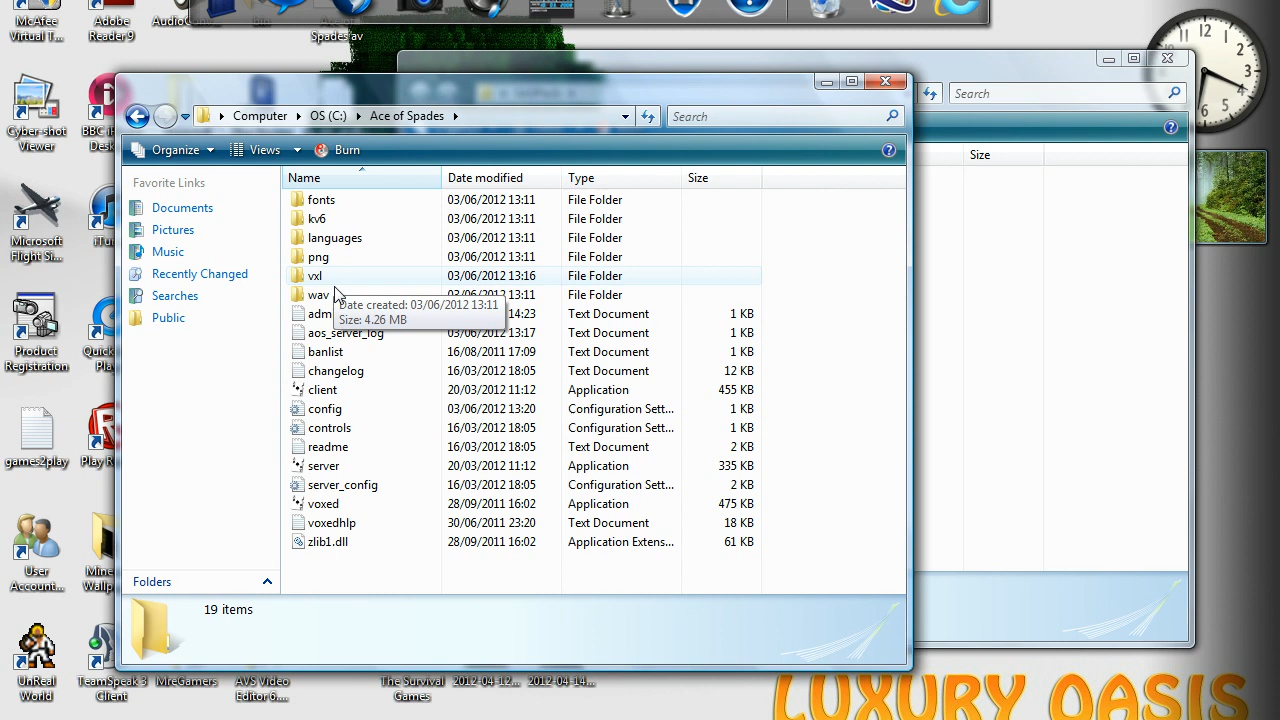 McAfee
Virtual T...
Adobe
Reader 9
Ace of
Spades av
Cyber-shot
Viewer
Microsoft
Flight Si...
Product
Registration
games2play
Play R
User
Account...
UnReal
World
TeamSpeak 3
Client
MreGamers
AVS Video
Editor 6....
The Survival
Games
2012-04-12...
2012-04-14...
Search
Size
Computer
OS (C:)
Ace of Spades
Search
Organize
Views
Burn
Favorite Links
Documents
Pictures
Music
Recently Changed
Searches
Public
Folders
Name Date modified Type Size
fonts 03/06/2012 13:11 File Folder
kv6 03/06/2012 13:11 File Folder
languages 03/06/2012 13:11 File Folder
png 03/06/2012 13:11 File Folder
vxl 03/06/2012 13:16 File Folder
wav 13:11 File Folder
Date created: 03/06/2012 13:11
Size: 4.26 MB
adm 14:23 Text Document 1 KB
aos_server_log 03/06/2012 13:17 Text Document 1 KB
banlist 16/08/2011 17:09 Text Document 1 KB
changelog 16/03/2012 18:05 Text Document 12 KB
client 20/03/2012 11:12 Application 455 KB
config 03/06/2012 13:20 Configuration Sett... 1 KB
controls 16/03/2012 18:05 Configuration Sett... 1 KB
readme 16/03/2012 18:05 Text Document 2 KB
server 20/03/2012 11:12 Application 335 KB
server_config 16/03/2012 18:05 Configuration Sett... 2 KB
voxed 28/09/2011 16:02 Application 475 KB
voxedhlp 30/06/2011 23:20 Text Document 18 KB
zlib1.dll 28/09/2011 16:02 Application Extens... 61 KB
19 items
LUXURY OASIS